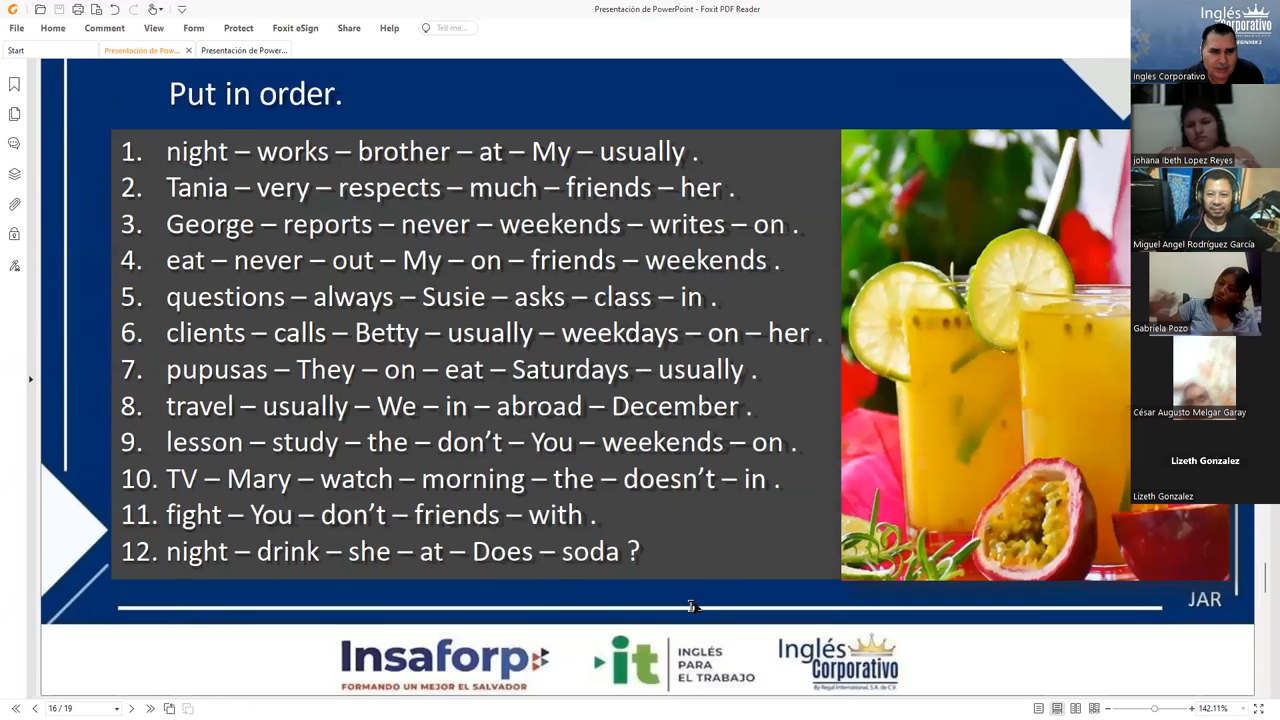 Presentación de PowerPoint - Foxit PDF Reader
File Home Comment View Form Protect Foxit eSign Share Help Tell me...
Start Presentación de Pow... Presentación de Power...
Put in order.
1. night – works – brother – at – My – usually .
2. Tania – very – respects – much – friends – her .
3. George – reports – never – weekends – writes – on .
4. eat – never – out – My – on – friends – weekends .
5. questions – always – Susie – asks – class – in .
6. clients – calls – Betty – usually – weekdays – on – her .
7. pupusas – They – on – eat – Saturdays – usually .
8. travel – usually – We – in – abroad – December .
9. lesson – study – the – don't – You – weekends – on .
10. TV – Mary – watch – morning – the – doesn't – in .
11. fight – You – don't – friends – with .
12. night – drink – she – at – Does – soda ?
JAR
Insaforp
FORMANDO UN MEJOR EL SALVADOR
it
INGLÉS
PARA
EL TRABAJO
Inglés
Corporativo
By Regal International, S.A. de C.V.
16 / 19
142.11%
Inglés
Corporativo
Ingles Corporativo
johana Ibeth Lopez Reyes
Miguel Angel Rodríguez García
Gabriela Pozo
César Augusto Melgar Garay
Lizeth Gonzalez
Lizeth Gonzalez